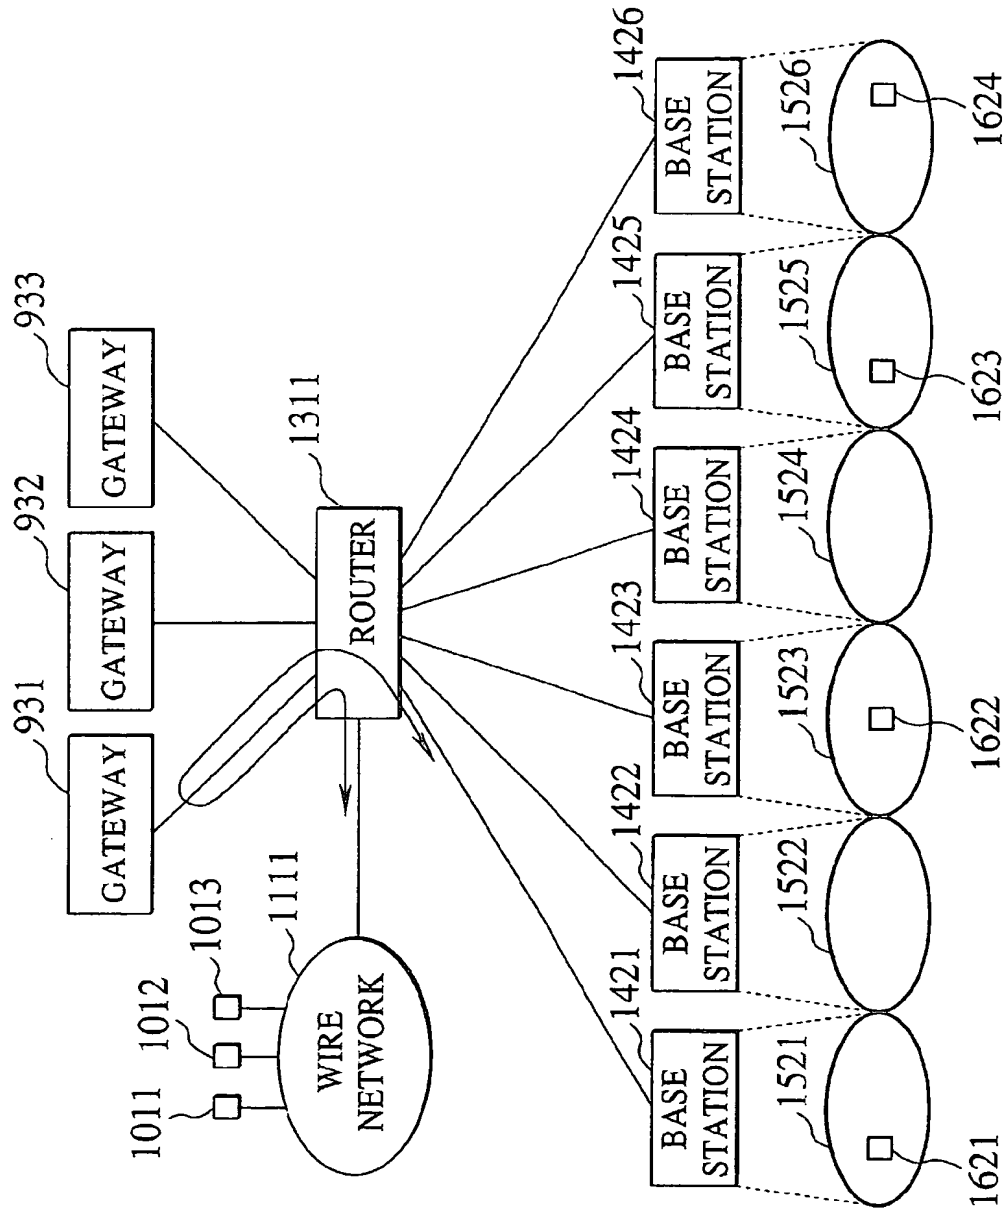 931
GATEWAY
932
GATEWAY
933
GATEWAY
1011
1012
1013
1111
WIRE
NETWORK
1311
ROUTER
1421
BASE
STATION
1422
BASE
STATION
1423
BASE
STATION
1424
BASE
STATION
1425
BASE
STATION
1426
BASE
STATION
1521
1522
1523
1524
1525
1526
1621
1622
1623
1624